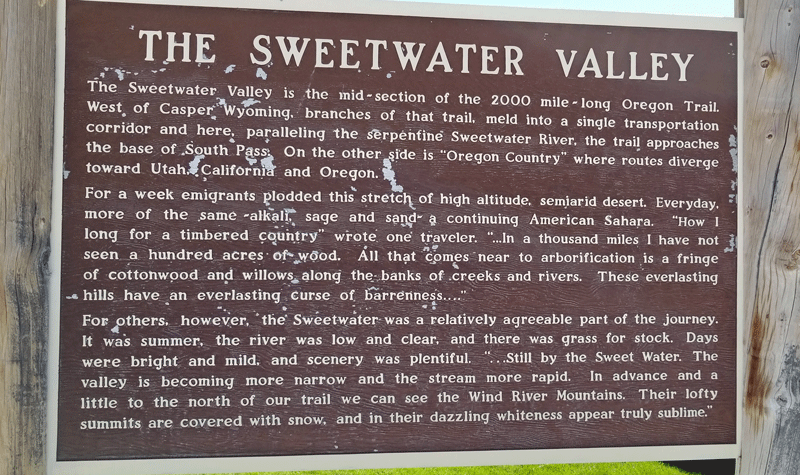 THE SWEETWATER VALLEY
The Sweetwater Valley is the mid-section of the 2000 mile-long Oregon Trail.
West of Casper, Wyoming, branches of that trail, meld into a single transportation
corridor and here, paralleling the serpentine Sweetwater River, the trail approaches
the base of South Pass. On the other side is "Oregon Country" where routes diverge
toward Utah, California and Oregon.
For a week emigrants plodded this stretch of high altitude, semiarid desert. Everyday,
more of the same -alkali, sage and sand- a continuing American Sahara. "How I
long for a timbered country" wrote one traveler. "...In a thousand miles I have not
seen a hundred acres of wood. All that comes near to arborification is a fringe
of cottonwood and willows along the banks of creeks and rivers. These everlasting
hills have an everlasting curse of barrenness...."
For others, however, the Sweetwater was a relatively agreeable part of the journey.
It was summer, the river was low and clear, and there was grass for stock. Days
were bright and mild, and scenery was plentiful. "...Still by the Sweet Water. The
valley is becoming more narrow and the stream more rapid. In advance and a
little to the north of our trail we can see the Wind River Mountains. Their lofty
summits are covered with snow, and in their dazzling whiteness appear truly sublime."